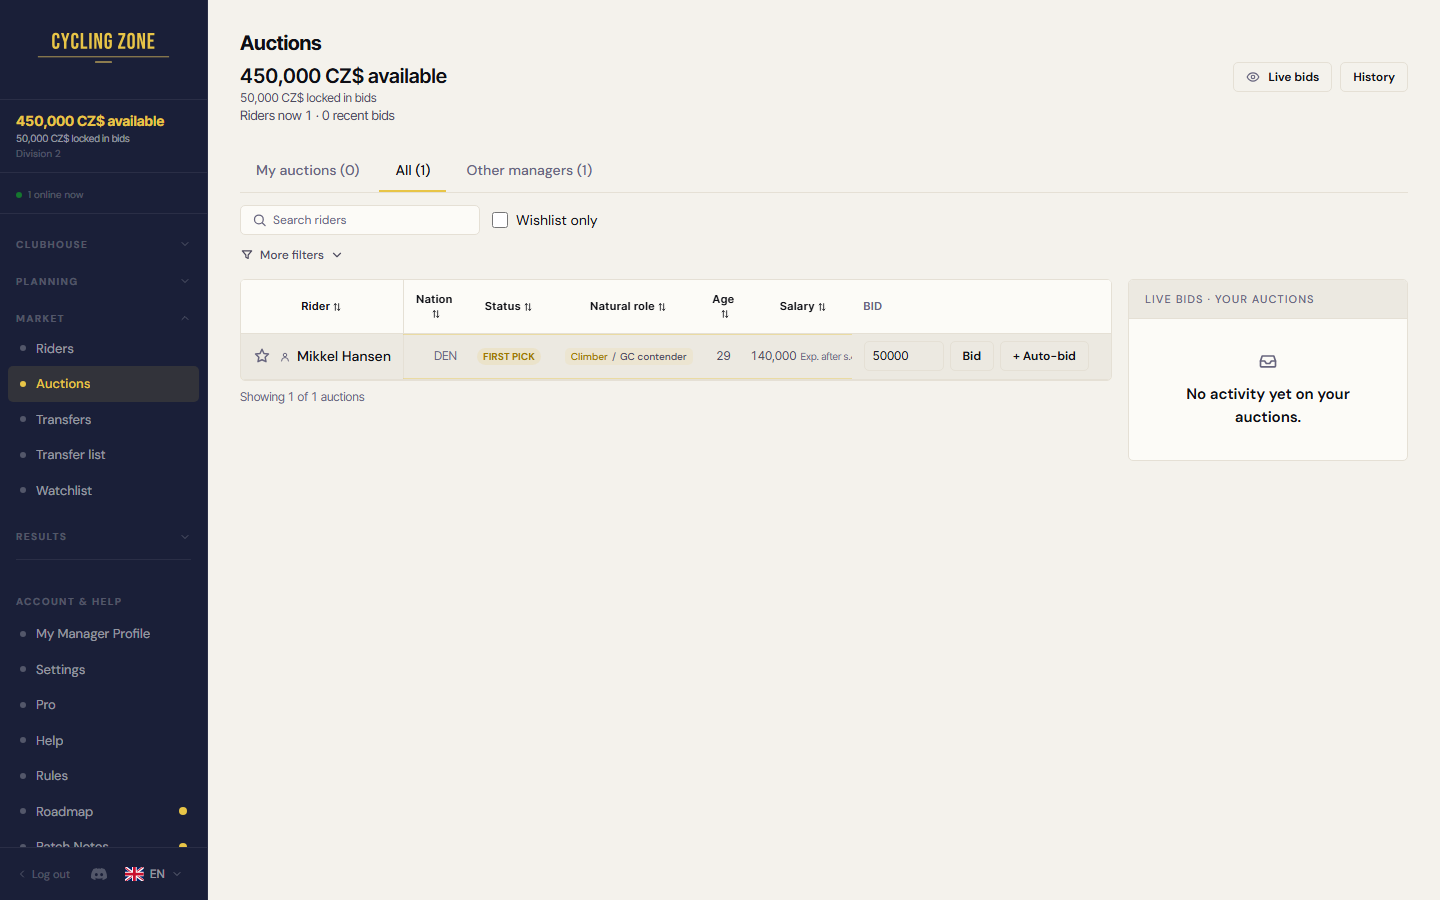 CYCLING ZONE
450,000 CZ$ available
50,000 CZ$ locked in bids
Division 2
1 online now
CLUBHOUSE
PLANNING
MARKET
Riders
Auctions
Transfers
Transfer list
Watchlist
RESULTS
ACCOUNT & HELP
My Manager Profile
Settings
Pro
Help
Rules
Roadmap
Patch Notes
Log out
EN
Auctions
450,000 CZ$ available
50,000 CZ$ locked in bids
Riders now 1 · 0 recent bids
Live bids
History
My auctions (0)
All (1)
Other managers (1)
Search riders
Wishlist only
More filters
Rider
Nation
Status
Natural role
Age
Salary
BID
Mikkel Hansen
DEN
FIRST PICK
Climber / GC contender
29
140,000 Exp. after s.
50000
Bid
+ Auto-bid
Showing 1 of 1 auctions
LIVE BIDS · YOUR AUCTIONS
No activity yet on your
auctions.